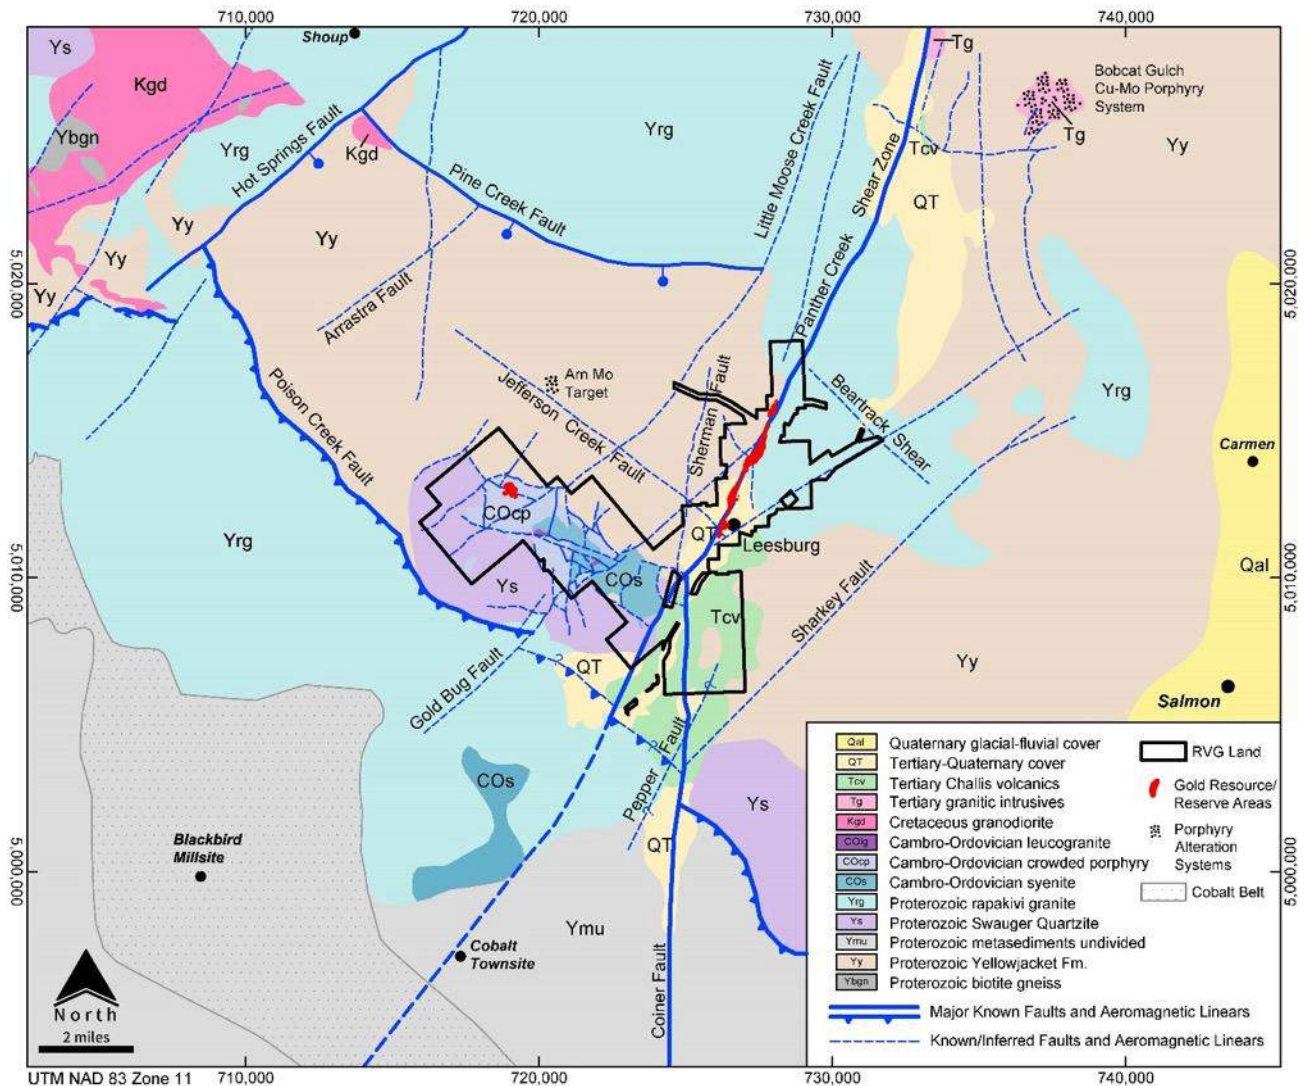 710,000
720,000
730,000
740,000
Shoup
Ys
Kgd
Ybgn
Yrg
Hot Springs Fault
Kgd
Yrg
Pine Creek Fault
Little Moose Creek Fault
Panther Creek Shear Zone
Tg
Bobcat Gulch
Cu-Mo Porphyry
System
Tg
Tcv
QT
Yy
Yy
Yy
Yy
Yy
5,020,000
5,020,000
Arrastra Fault
Poison Creek Fault
Jefferson Creek Fault
Target
Sherman Fault
Beartrack Shear
Yrg
Carmen
COcp
QT
Leesburg
Yrg
Ys
COs
5,010,000
5,010,000
Tcv
Sharkey Fault
Qal
Yy
Salmon
Gold Bug Fault
QT
?
?
?
?
?
Pepper Fault
COs
Ys
QT
Blackbird
Millsite
5,000,000
5,000,000
Ymu
Cobalt
Townsite
Coiner Fault
North
2 miles
Qal Quaternary glacial-fluvial cover
QT Tertiary-Quaternary cover
Tcv Tertiary Challis volcanics
Tg Tertiary granitic intrusives
Kgd Cretaceous granodiorite
COlg Cambro-Ordovician leucogranite
COcp Cambro-Ordovician crowded porphyry
COs Cambro-Ordovician syenite
Yrg Proterozoic rapakivi granite
Ys Proterozoic Swauger Quartzite
Ymu Proterozoic metasediments undivided
Yy Proterozoic Yellowjacket Fm.
Ybgn Proterozoic biotite gneiss
RVG Land
Gold Resource/
Reserve Areas
Porphyry
Alteration
Systems
Cobalt Belt
Major Known Faults and Aeromagnetic Linears
Known/Inferred Faults and Aeromagnetic Linears
UTM NAD 83 Zone 11
710,000
720,000
730,000
740,000